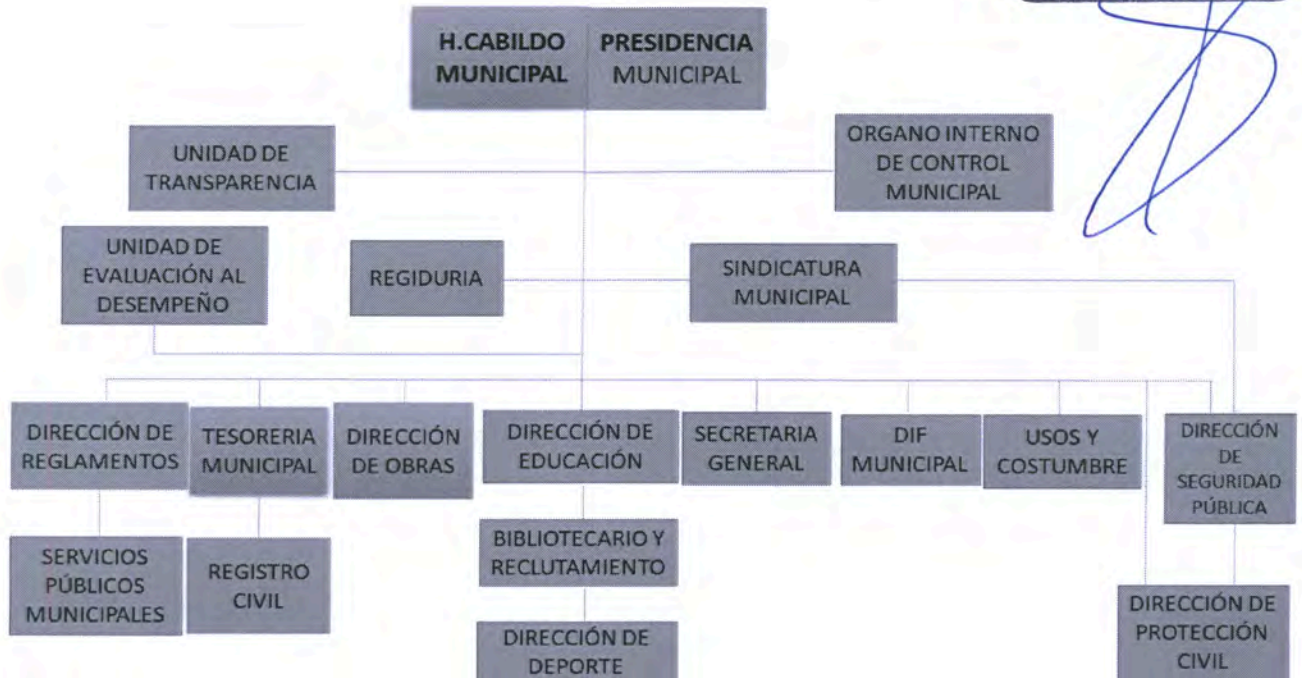 H.CABILDO
MUNICIPAL
PRESIDENCIA
MUNICIPAL
UNIDAD DE
TRANSPARENCIA
ORGANO INTERNO
DE CONTROL
MUNICIPAL
UNIDAD DE
EVALUACIÓN AL
DESEMPEÑO
REGIDURIA
SINDICATURA
MUNICIPAL
DIRECCIÓN DE
REGLAMENTOS
TESORERIA
MUNICIPAL
DIRECCIÓN
DE OBRAS
DIRECCIÓN DE
EDUCACIÓN
SECRETARIA
GENERAL
DIF
MUNICIPAL
USOS Y
COSTUMBRE
DIRECCIÓN
DE
SEGURIDAD
PÚBLICA
SERVICIOS
PÚBLICOS
MUNICIPALES
REGISTRO
CIVIL
BIBLIOTECARIO Y
RECLUTAMIENTO
DIRECCIÓN DE
DEPORTE
DIRECCIÓN DE
PROTECCIÓN
CIVIL